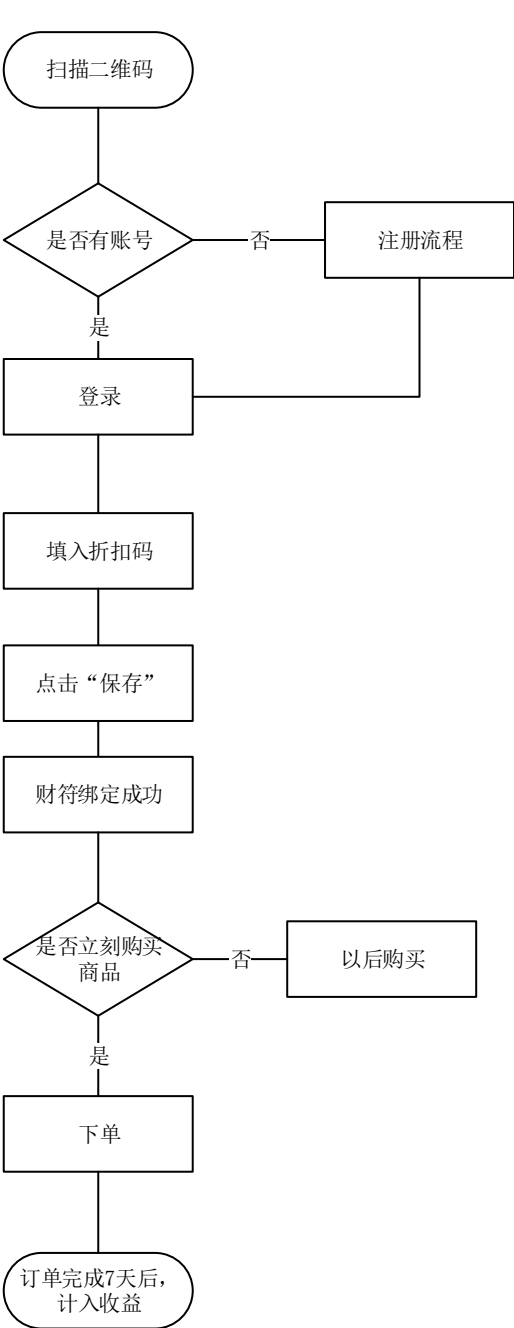 扫描二维码
是否有账号
否
注册流程
是
登录
填入折扣码
点击“保存”
财符绑定成功
是否立刻购买
商品
否
以后购买
是
下单
订单完成7天后，
计入收益